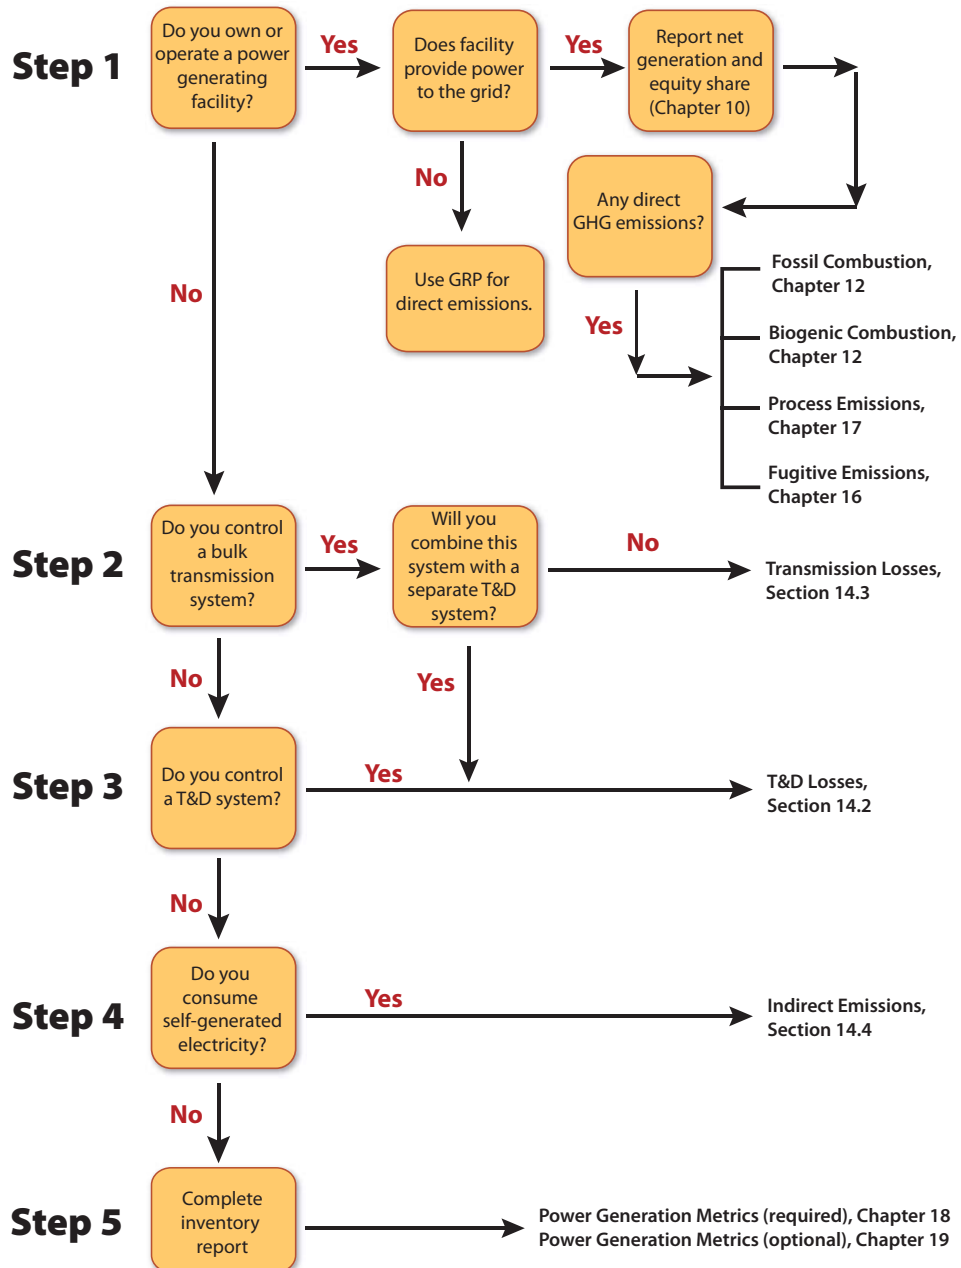 Step 1
Do you own or
operate a power
generating
facility?
Yes
Does facility
provide power
to the grid?
Yes
Report net
generation and
equity share
(Chapter 10)
No
Any direct
GHG emissions?
Use GRP for
direct emissions.
No
Yes
Fossil Combustion,
Chapter 12
Biogenic Combustion,
Chapter 12
Process Emissions,
Chapter 17
Fugitive Emissions,
Chapter 16
Step 2
Do you control
a bulk
transmission
system?
Yes
Will you
combine this
system with a
separate T&D
system?
No
Transmission Losses,
Section 14.3
No
Yes
Step 3
Do you control
a T&D system?
Yes
T&D Losses,
Section 14.2
No
Step 4
Do you
consume
self-generated
electricity?
Yes
Indirect Emissions,
Section 14.4
No
Step 5
Complete
inventory
report
Power Generation Metrics (required), Chapter 18
Power Generation Metrics (optional), Chapter 19